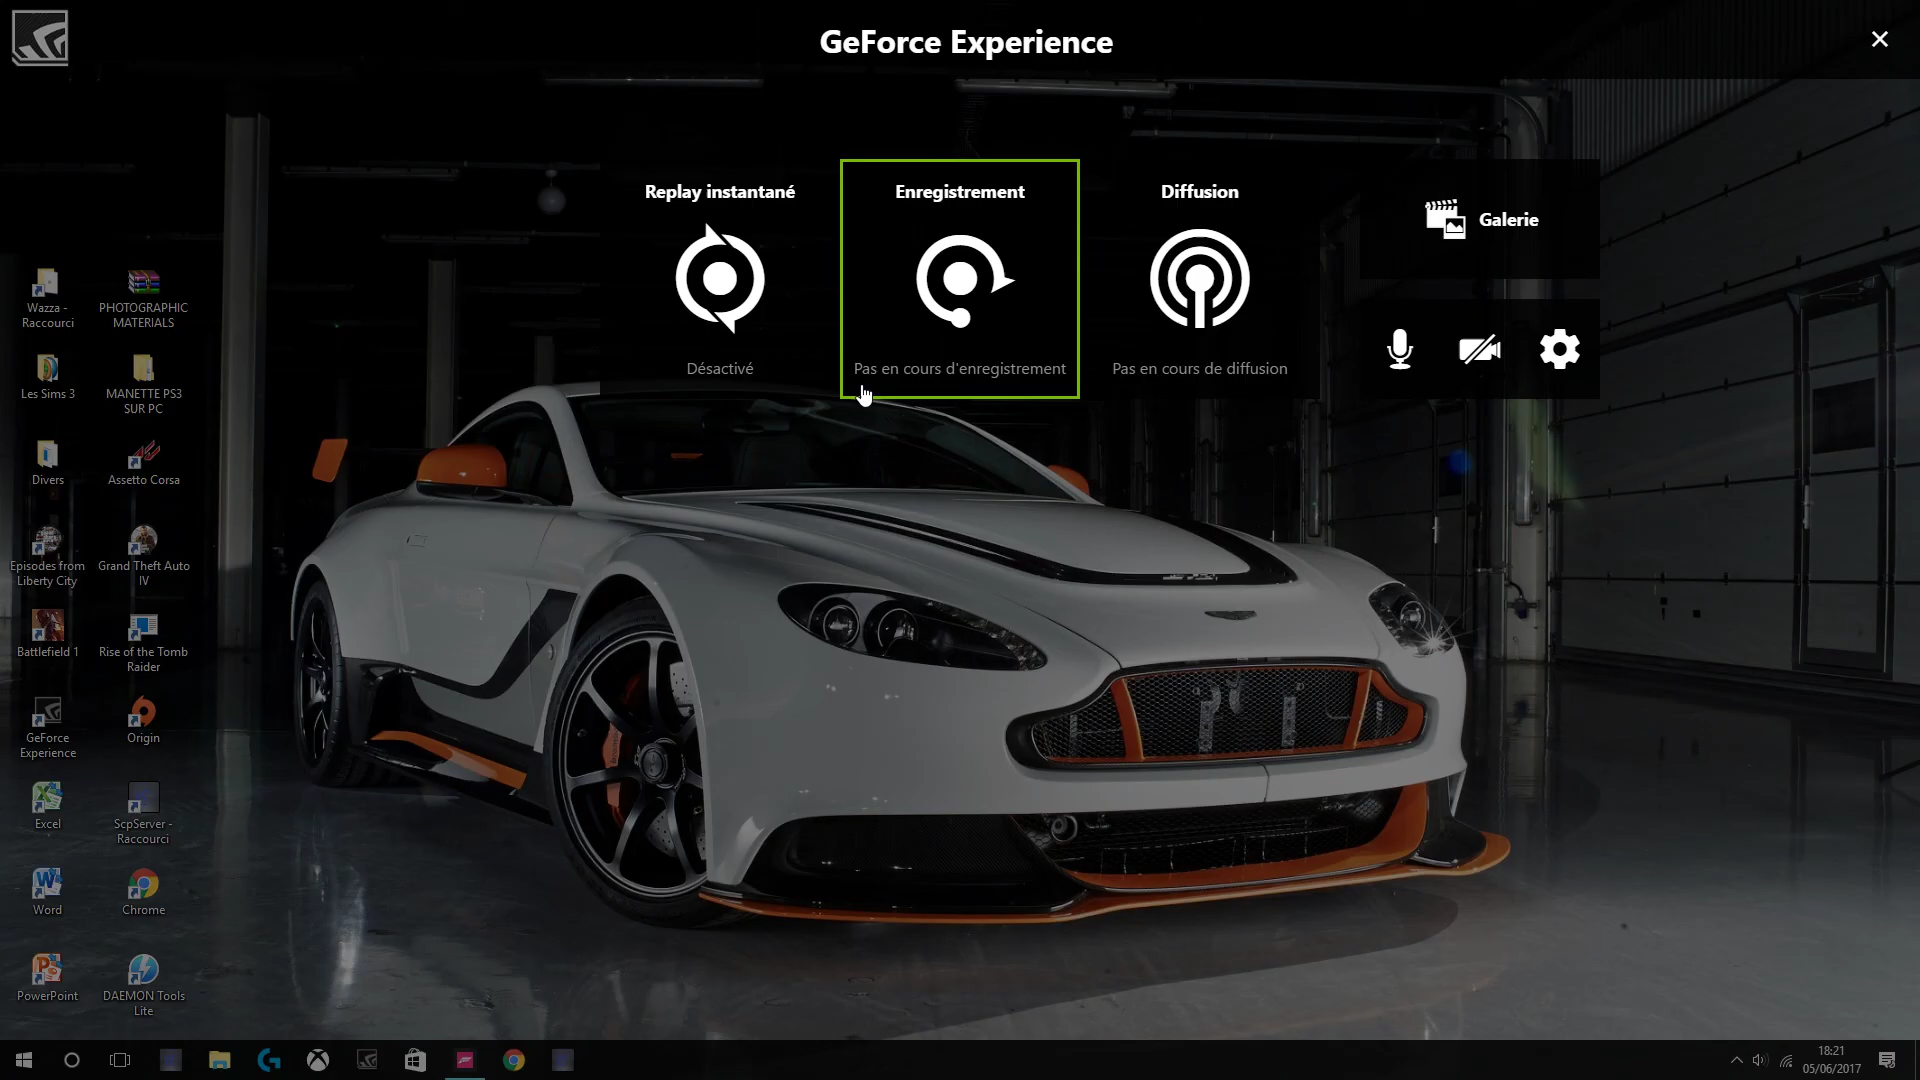 GeForce Experience
Replay instantané
Désactivé
Enregistrement
Pas en cours d'enregistrement
Diffusion
Pas en cours de diffusion
Galerie
Wazza -
Raccourci
PHOTOGRAPHIC
MATERIALS
Les Sims 3
MANETTE PS3
SUR PC
Divers
Assetto Corsa
Episodes from
Liberty City
Grand Theft Auto
IV
Battlefield 1
Rise of the Tomb
Raider
GeForce
Experience
Origin
Excel
ScpServer -
Raccourci
Word
Chrome
PowerPoint
DAEMON Tools
Lite
18:21
05/06/2017